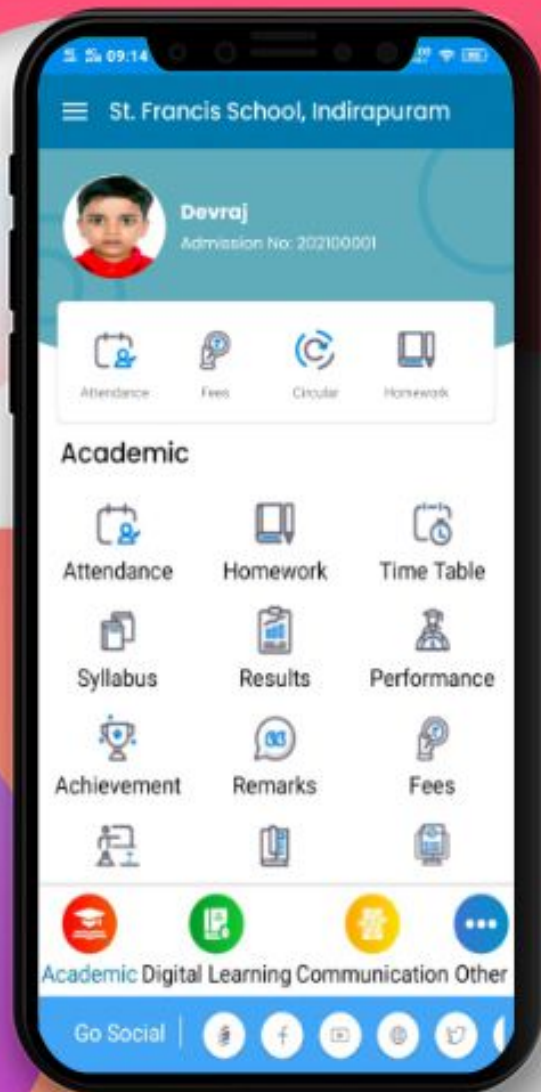 09:14
St. Francis School, Indirapuram
Devraj
Admission No: 202100001
Attendance Fees Circular Homework
Academic
Attendance Homework Time Table
Syllabus Results Performance
Achievement Remarks Fees
Academic Digital Learning Communication Other
Go Social